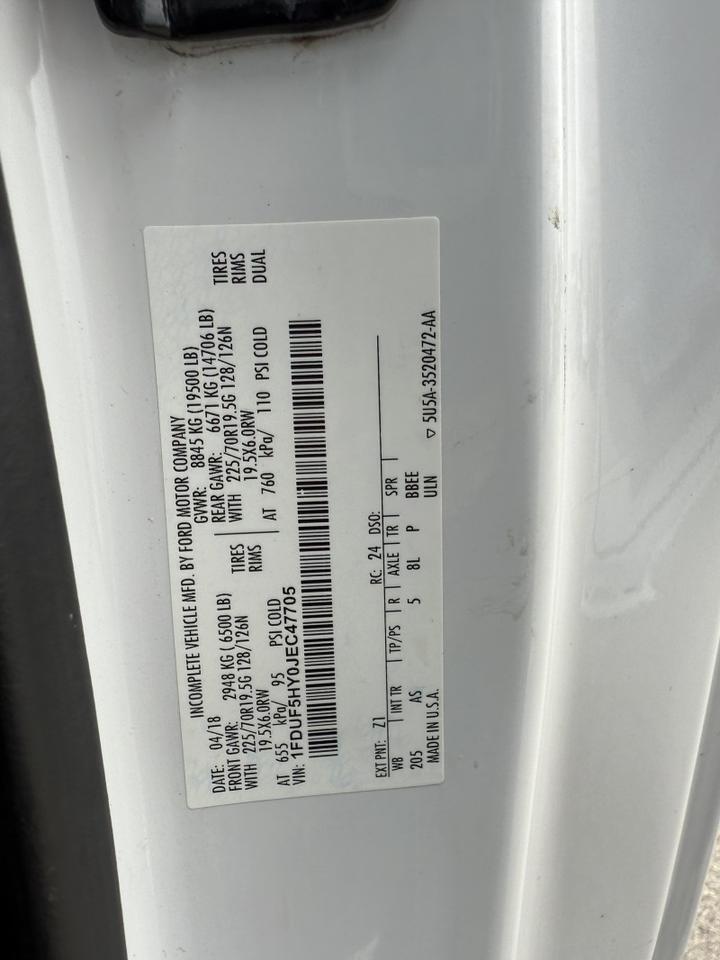 INCOMPLETE VEHICLE MFD. BY FORD MOTOR COMPANY
DATE: 04/18 GVWR: 8845 KG (19500 LB)
FRONT GAWR: 2948 KG (6500 LB) REAR GAWR: 6671 KG (14706 LB)
WITH 225/70R19.5G 128/126N TIRES WITH 225/70R19.5G 128/126N TIRES
19.5X6.0RW RIMS 19.5X6.0RW RIMS
AT 655 kPa/ 95 PSI COLD AT 760 kPa/ 110 PSI COLD DUAL
VIN: 1FDUF5HY0JEC47705
EXT PNT: Z1 RC: 24 DSO:
WB INT TR TP/PS R AXLE TR SPR
205 AS 5 8L P BBEE
MADE IN U.S.A. ULN ▽ 5U5A-3520472-AA